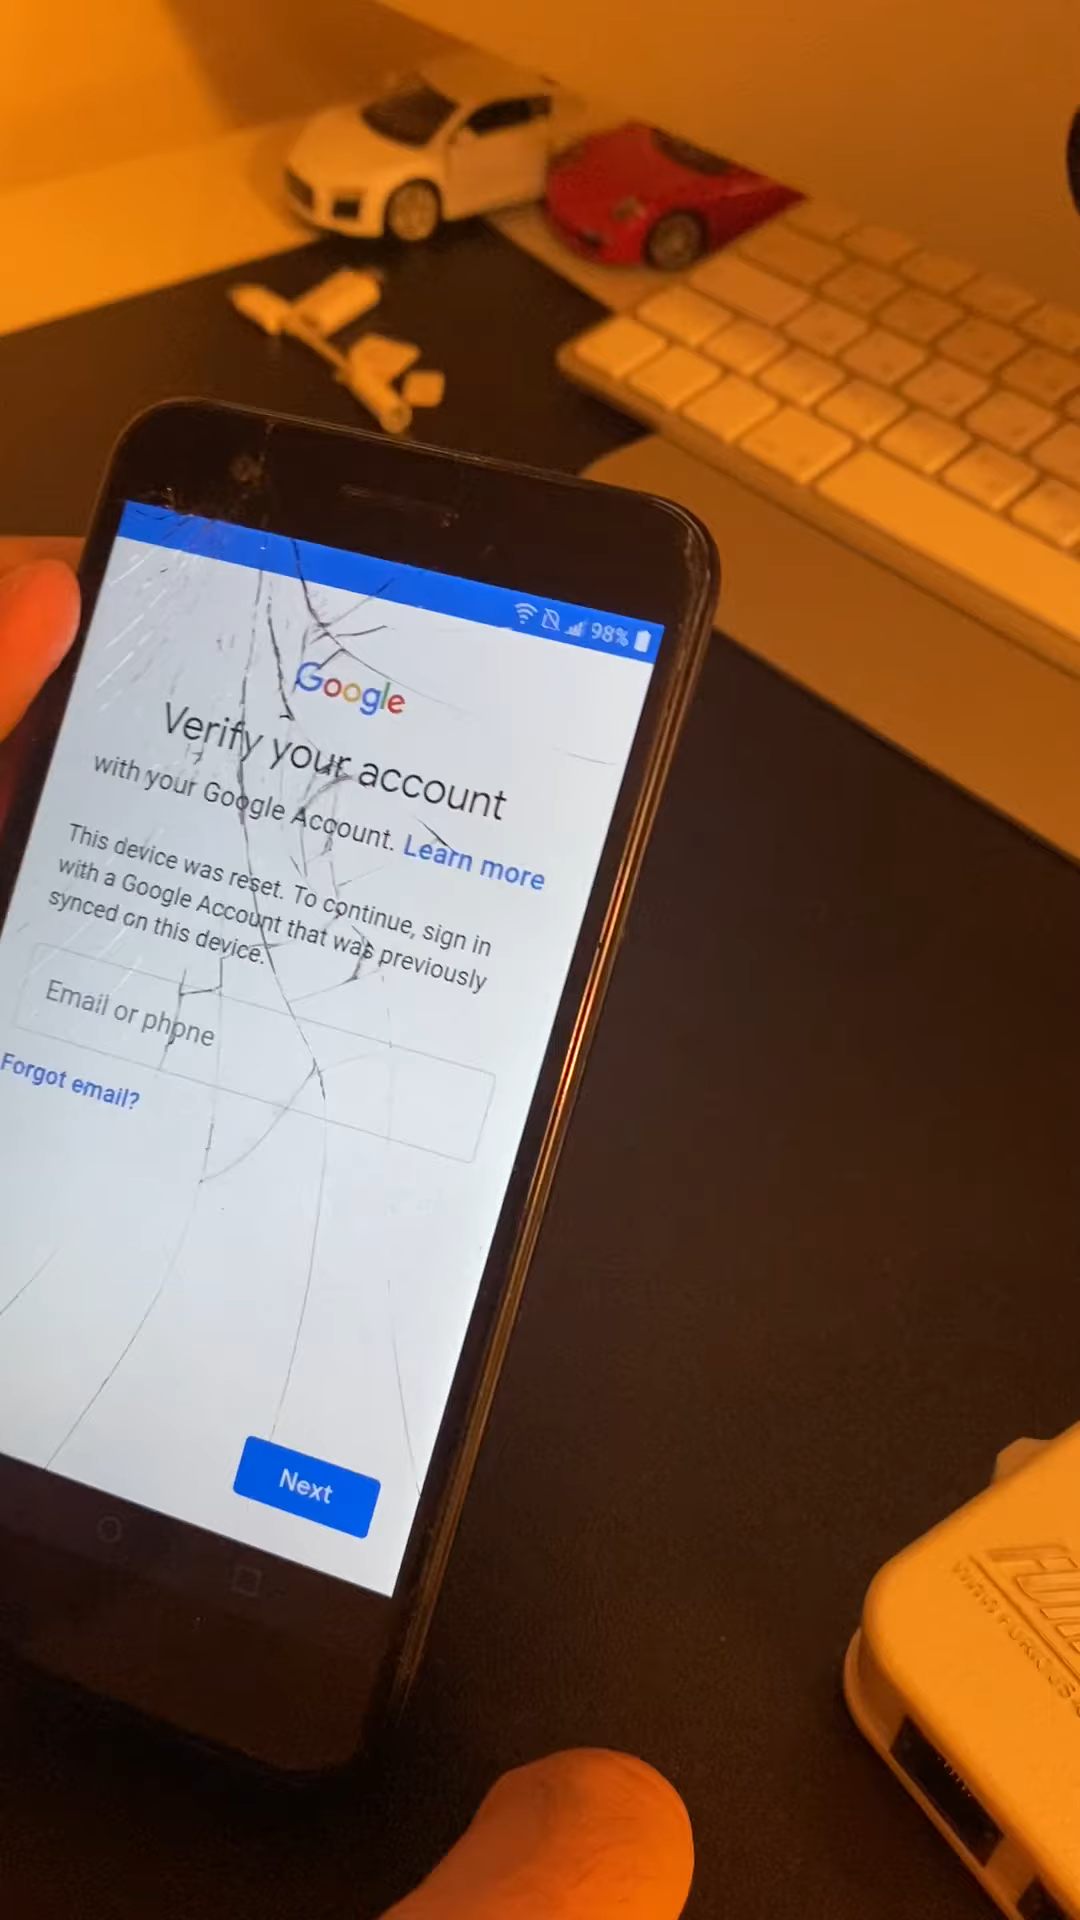 98%
Google
Verify your account
with your Google Account. Learn more
This device was reset. To continue, sign in
with a Google Account that was previously
synced on this device.
Email or phone
Forgot email?
Next